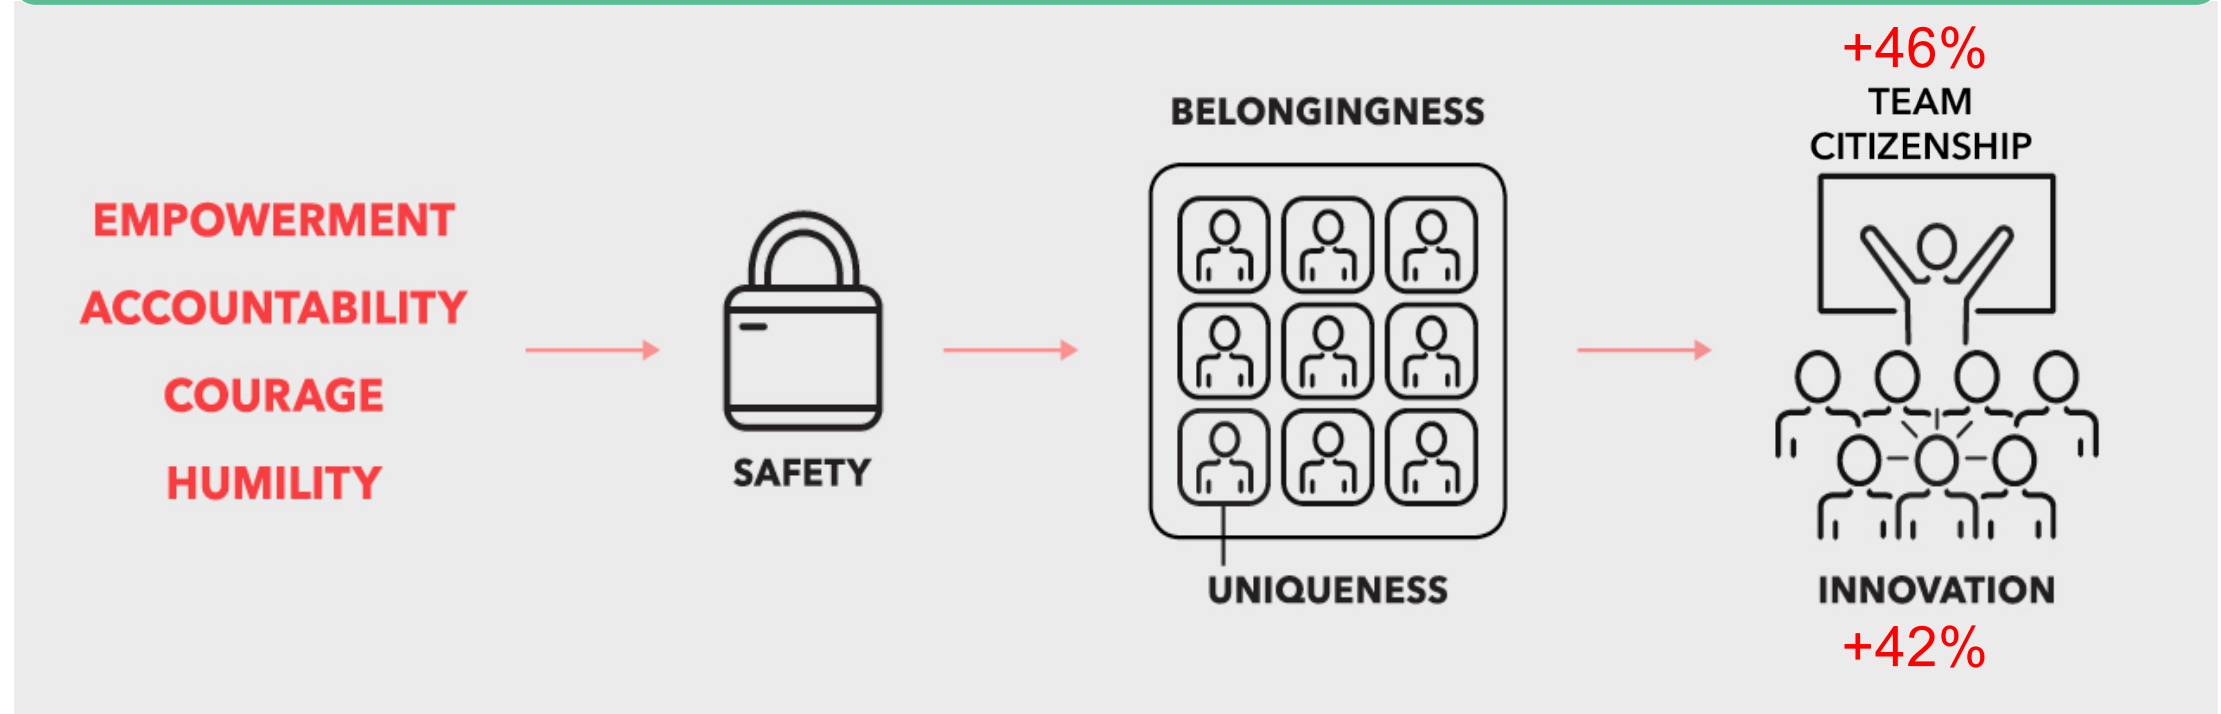 EMPOWERMENT
ACCOUNTABILITY
COURAGE
HUMILITY
SAFETY
BELONGINGNESS
UNIQUENESS
+46%
TEAM
CITIZENSHIP
INNOVATION
+42%